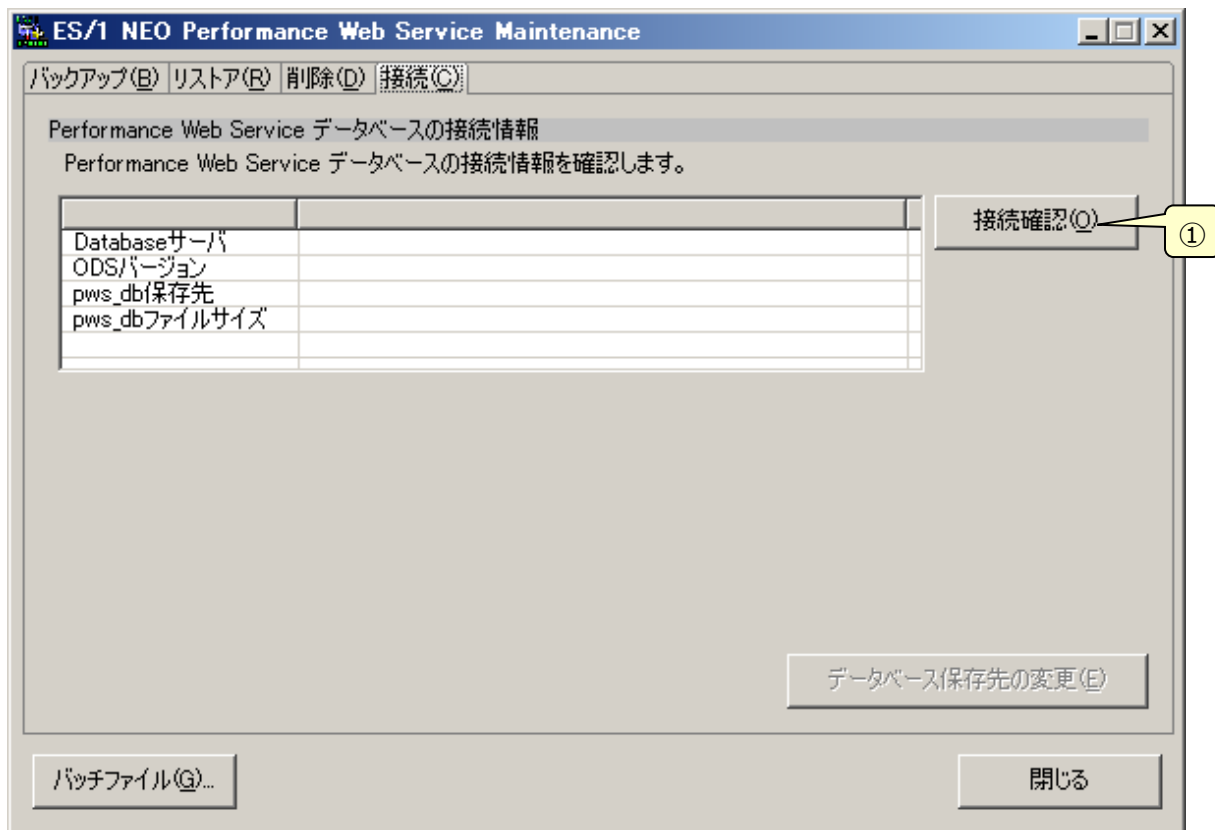 ES/1 NEO Performance Web Service Maintenance
バックアップ(B) リストア(R) 削除(D) 接続(C)
Performance Web Service データベースの接続情報
Performance Web Service データベースの接続情報を確認します。
接続確認(O)
①
Databaseサーバ
ODSバージョン
pws_db保存先
pws_dbファイルサイズ
データベース保存先の変更(E)
バッチファイル(G)...
閉じる